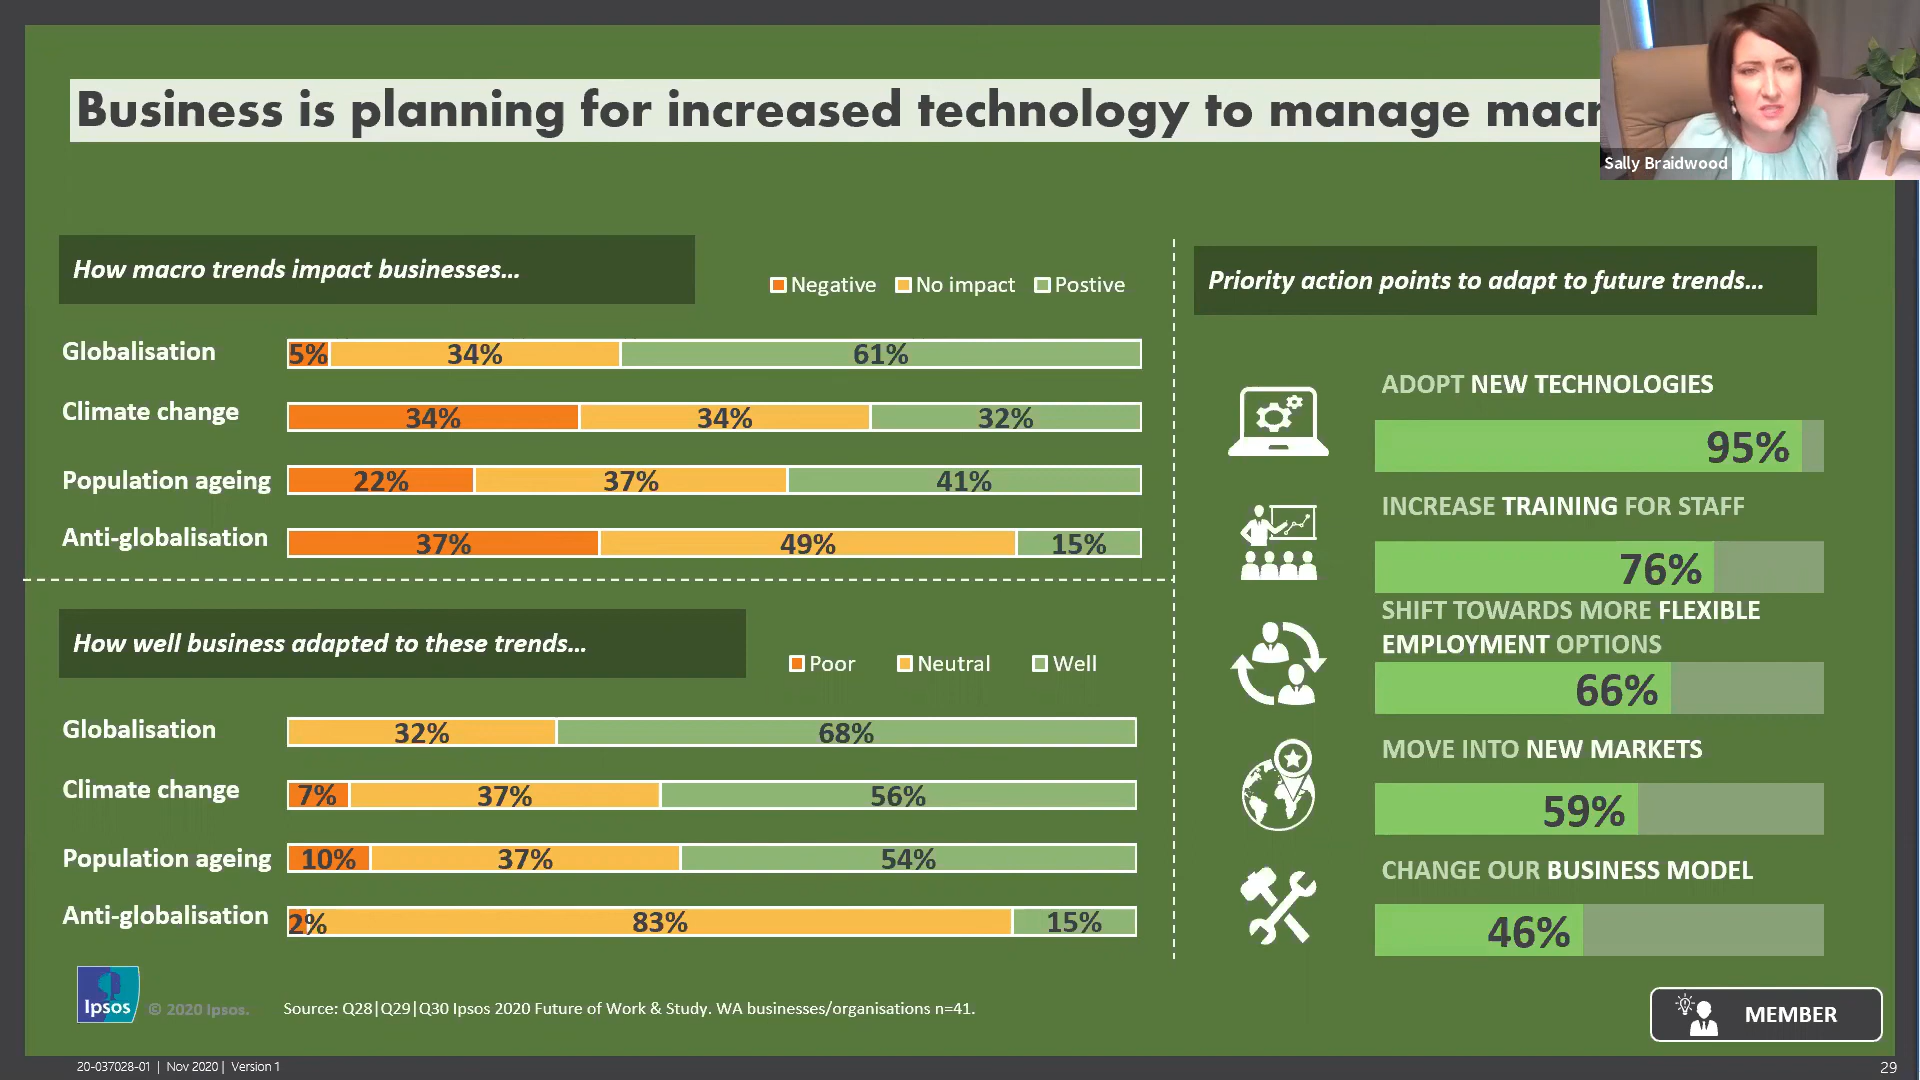 Business is planning for increased technology to manage macr
Sally Braidwood
How macro trends impact businesses...
Negative No impact Postive
Globalisation 5% 34% 61%
Climate change 34% 34% 32%
Population ageing 22% 37% 41%
Anti-globalisation 37% 49% 15%
How well business adapted to these trends...
Poor Neutral Well
Globalisation 32% 68%
Climate change 7% 37% 56%
Population ageing 10% 37% 54%
Anti-globalisation 2% 83% 15%
Priority action points to adapt to future trends...
ADOPT NEW TECHNOLOGIES
95%
INCREASE TRAINING FOR STAFF
76%
SHIFT TOWARDS MORE FLEXIBLE
EMPLOYMENT OPTIONS
66%
MOVE INTO NEW MARKETS
59%
CHANGE OUR BUSINESS MODEL
46%
Ipsos © 2020 Ipsos. Source: Q28|Q29|Q30 Ipsos 2020 Future of Work & Study. WA businesses/organisations n=41.
MEMBER
20-037028-01 | Nov 2020 | Version 1
29